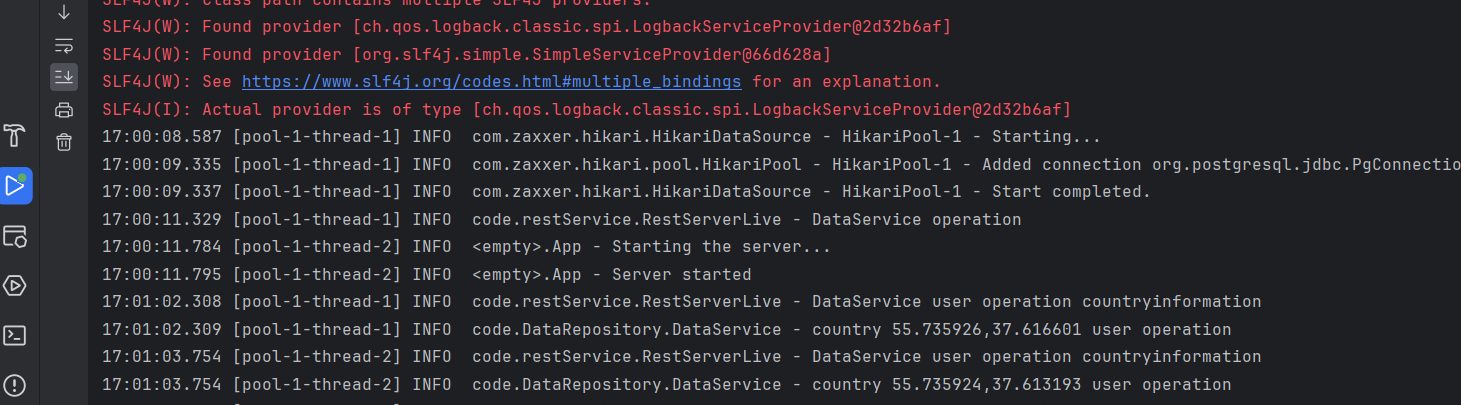 SLF4J(W): Class path contains multiple SLF4J providers.
SLF4J(W): Found provider [ch.qos.logback.classic.spi.LogbackServiceProvider@2d32b6af]
SLF4J(W): Found provider [org.slf4j.simple.SimpleServiceProvider@66d628a]
SLF4J(W): See https://www.slf4j.org/codes.html#multiple_bindings for an explanation.
SLF4J(I): Actual provider is of type [ch.qos.logback.classic.spi.LogbackServiceProvider@2d32b6af]
17:00:08.587 [pool-1-thread-1] INFO  com.zaxxer.hikari.HikariDataSource - HikariPool-1 - Starting...
17:00:09.335 [pool-1-thread-1] INFO  com.zaxxer.hikari.pool.HikariPool - HikariPool-1 - Added connection org.postgresql.jdbc.PgConnectio
17:00:09.337 [pool-1-thread-1] INFO  com.zaxxer.hikari.HikariDataSource - HikariPool-1 - Start completed.
17:00:11.329 [pool-1-thread-1] INFO  code.restService.RestServerLive - DataService operation
17:00:11.784 [pool-1-thread-2] INFO  <empty>.App - Starting the server...
17:00:11.795 [pool-1-thread-2] INFO  <empty>.App - Server started
17:01:02.308 [pool-1-thread-1] INFO  code.restService.RestServerLive - DataService user operation countryinformation
17:01:02.309 [pool-1-thread-1] INFO  code.DataRepository.DataService - country 55.735926,37.616601 user operation
17:01:03.754 [pool-1-thread-2] INFO  code.restService.RestServerLive - DataService user operation countryinformation
17:01:03.754 [pool-1-thread-2] INFO  code.DataRepository.DataService - country 55.735924,37.613193 user operation